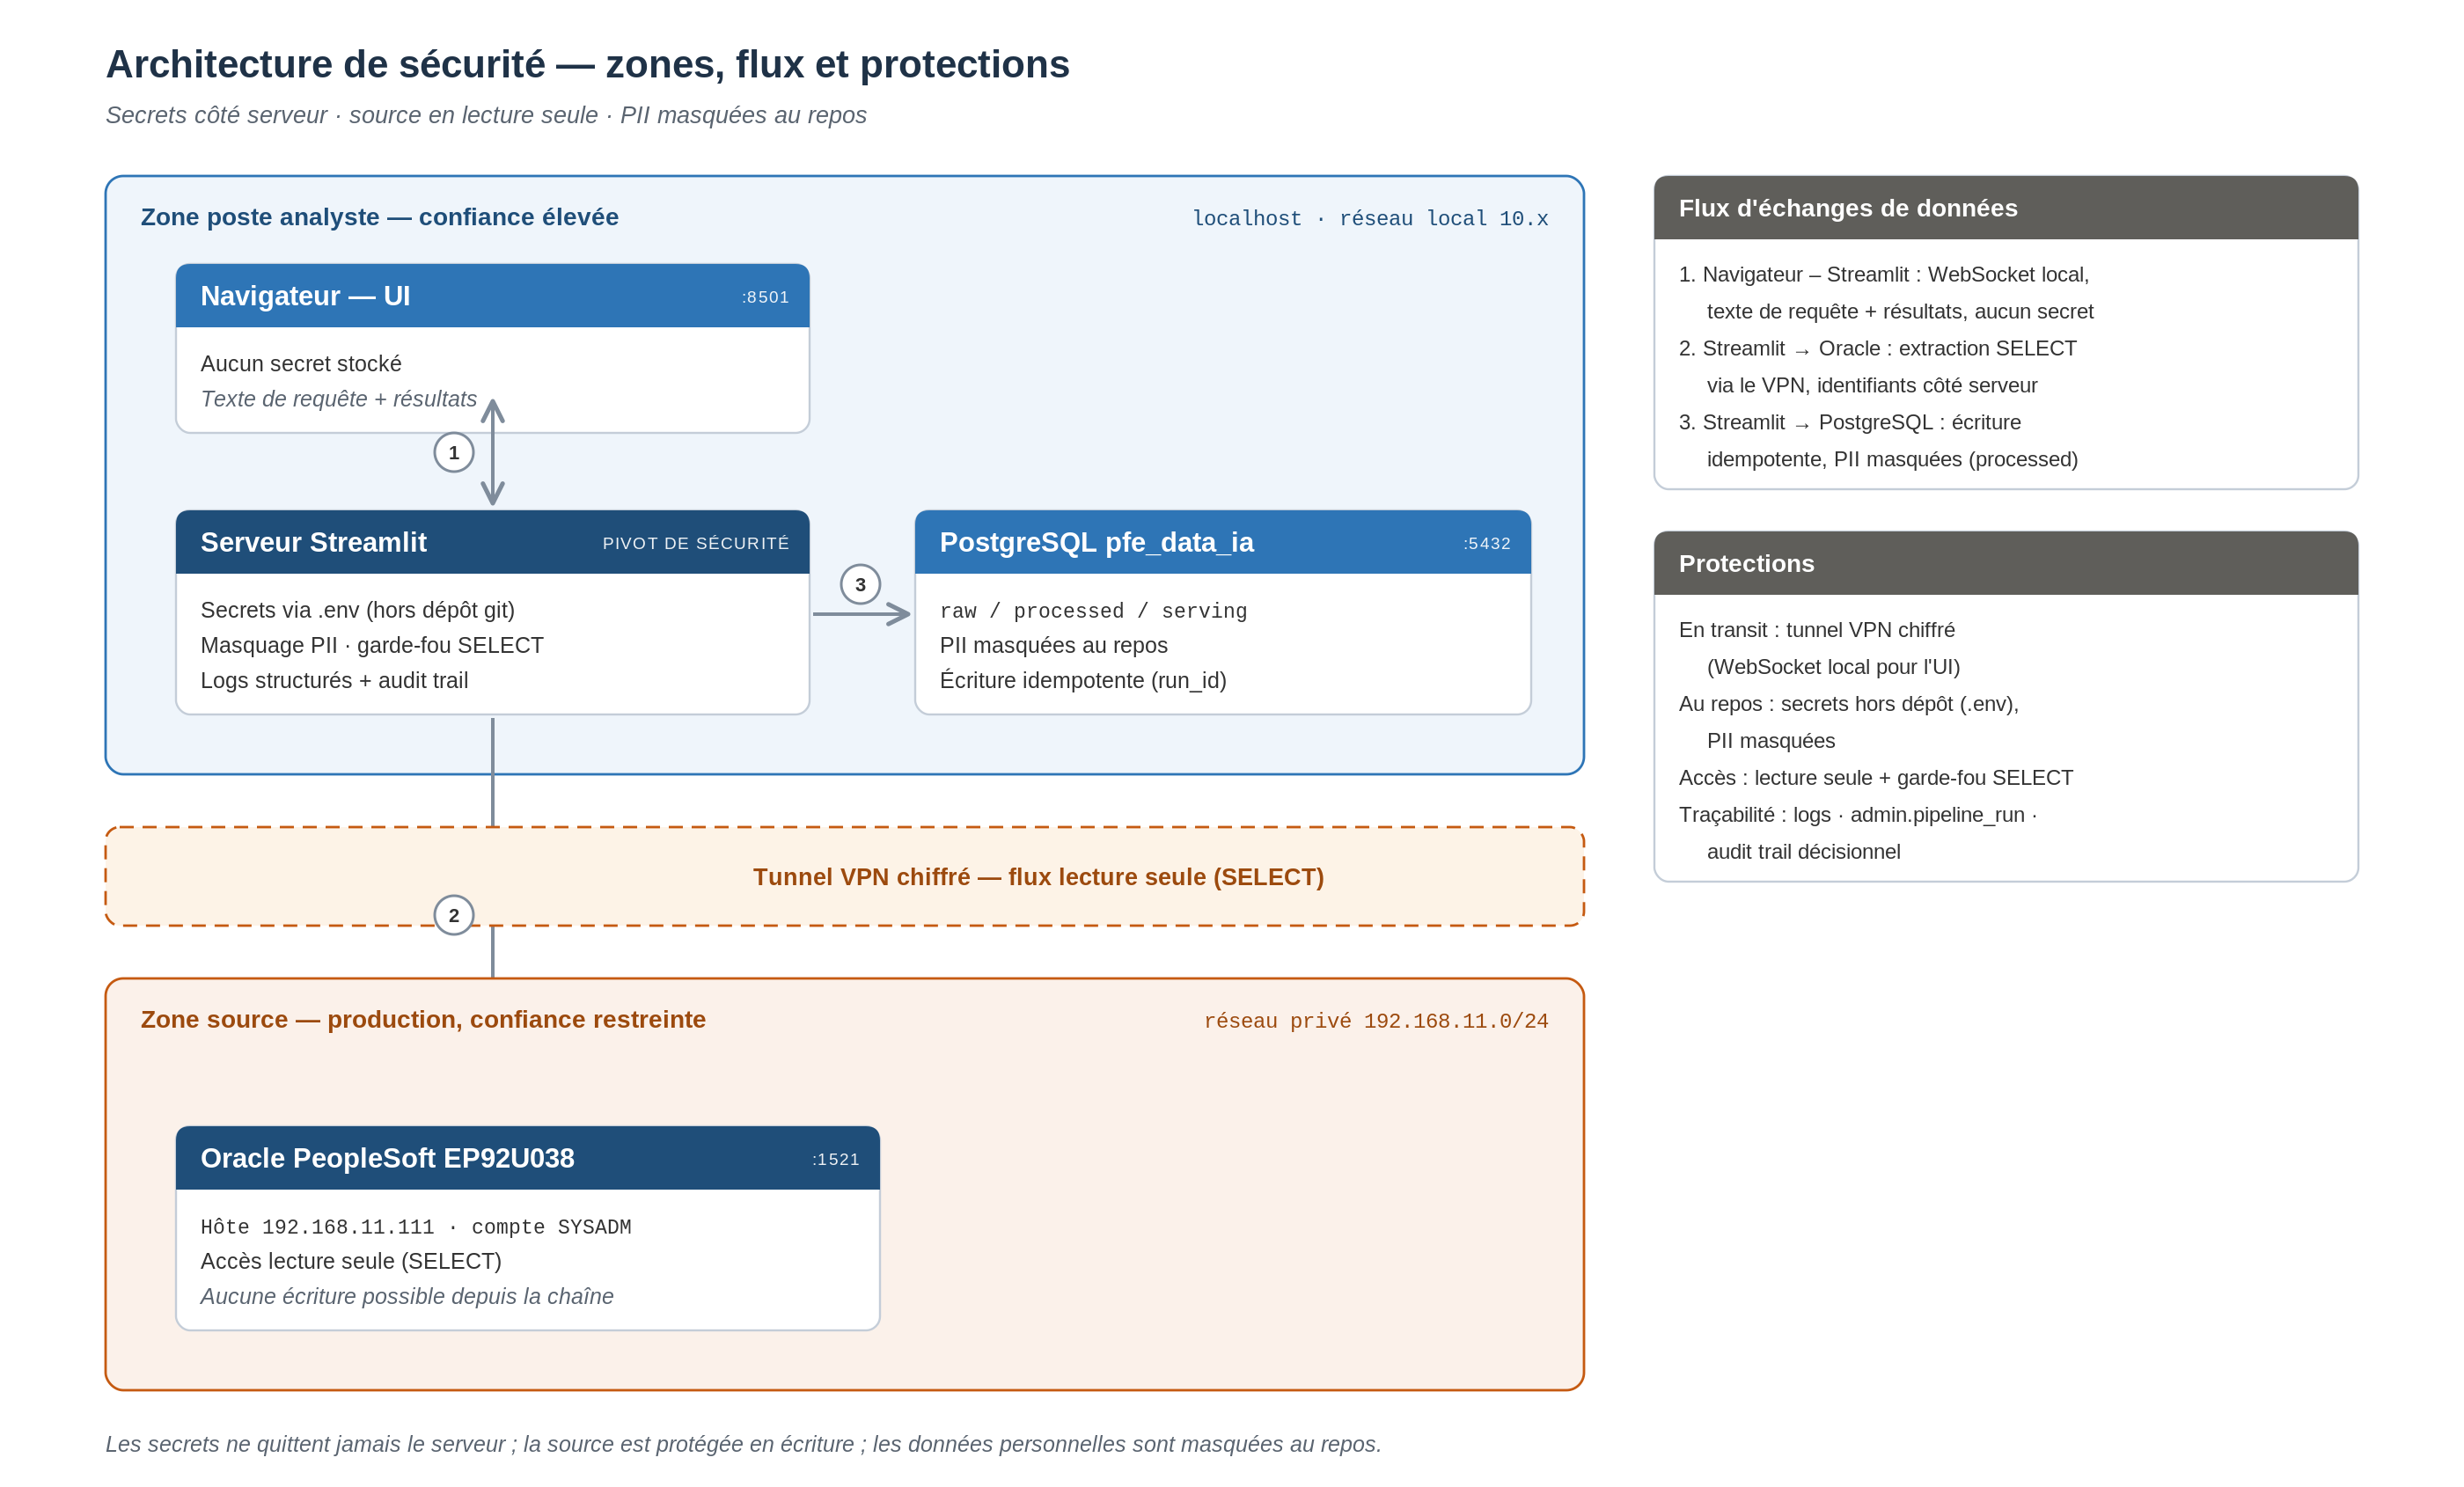 Architecture de sécurité — zones, flux et protections
Secrets côté serveur · source en lecture seule · PII masquées au repos
Zone poste analyste — confiance élevée
localhost · réseau local 10.x
Navigateur — UI
:8501
Aucun secret stocké
Texte de requête + résultats
1
Serveur Streamlit
PIVOT DE SÉCURITÉ
Secrets via .env (hors dépôt git)
Masquage PII · garde-fou SELECT
Logs structurés + audit trail
3
PostgreSQL pfe_data_ia
:5432
raw / processed / serving
PII masquées au repos
Écriture idempotente (run_id)
Tunnel VPN chiffré — flux lecture seule (SELECT)
2
Zone source — production, confiance restreinte
réseau privé 192.168.11.0/24
Oracle PeopleSoft EP92U038
:1521
Hôte 192.168.11.111 · compte SYSADM
Accès lecture seule (SELECT)
Aucune écriture possible depuis la chaîne
Flux d'échanges de données
1. Navigateur – Streamlit : WebSocket local,
texte de requête + résultats, aucun secret
2. Streamlit → Oracle : extraction SELECT
via le VPN, identifiants côté serveur
3. Streamlit → PostgreSQL : écriture
idempotente, PII masquées (processed)
Protections
En transit : tunnel VPN chiffré
(WebSocket local pour l'UI)
Au repos : secrets hors dépôt (.env),
PII masquées
Accès : lecture seule + garde-fou SELECT
Traçabilité : logs · admin.pipeline_run ·
audit trail décisionnel
Les secrets ne quittent jamais le serveur ; la source est protégée en écriture ; les données personnelles sont masquées au repos.